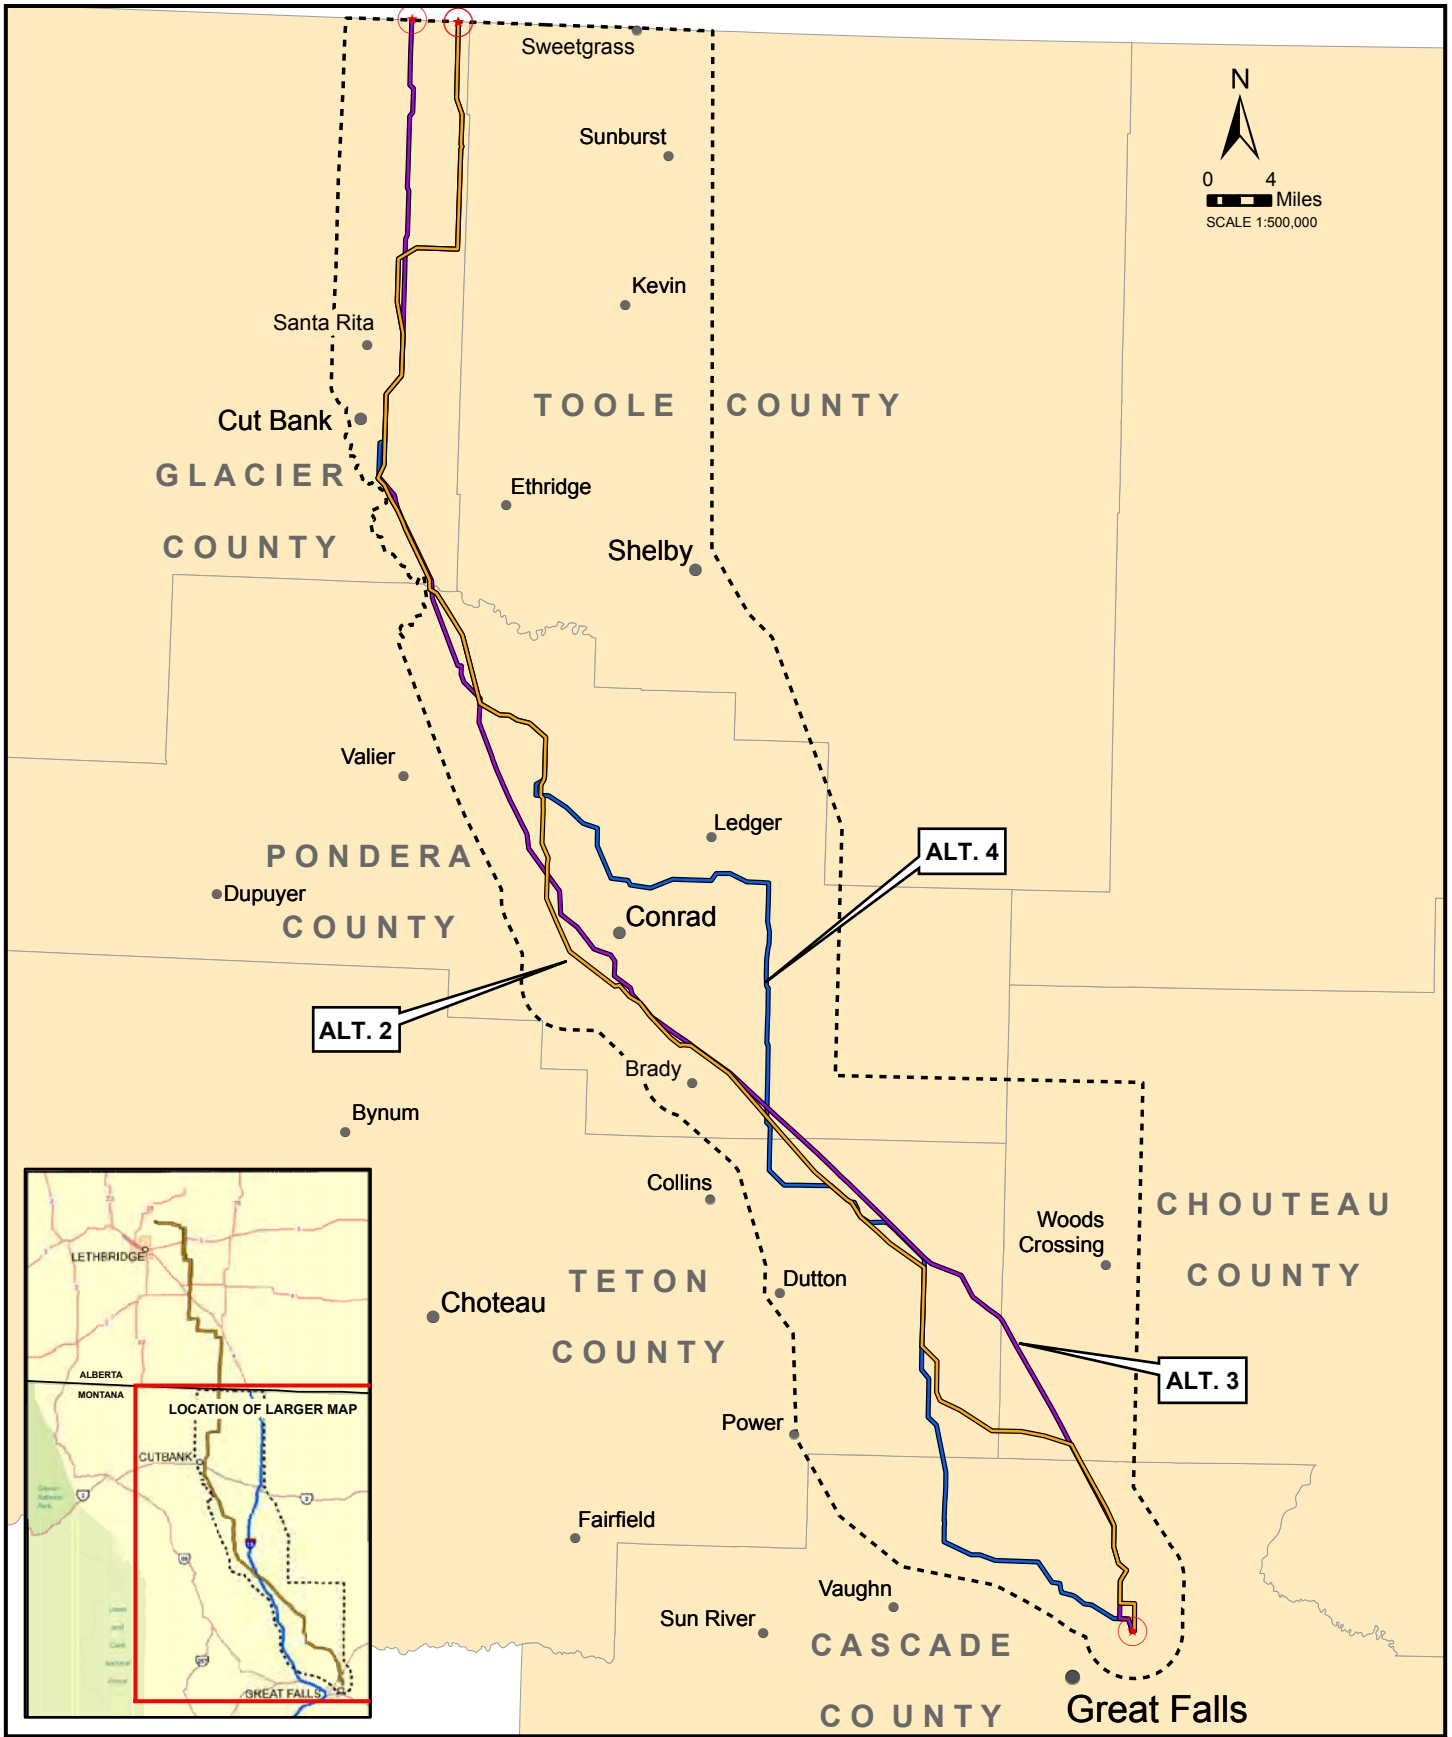 Sweetgrass
N
Sunburst
0 4
Miles
SCALE 1:500,000
Kevin
Santa Rita
TOOLE COUNTY
Cut Bank
GLACIER
COUNTY
Ethridge
Shelby
Valier
Ledger
ALT. 4
PONDERA
COUNTY
Dupuyer
Conrad
ALT. 2
Brady
Bynum
Collins
CHOUTEAU
COUNTY
Woods
Crossing
TETON
COUNTY
Dutton
Choteau
ALT. 3
Power
Fairfield
Vaughn
Sun River
CASCADE
CO UNTY
Great Falls
LETHBRIDGE
ALBERTA
MONTANA
LOCATION OF LARGER MAP
CUTBANK
GREAT FALLS